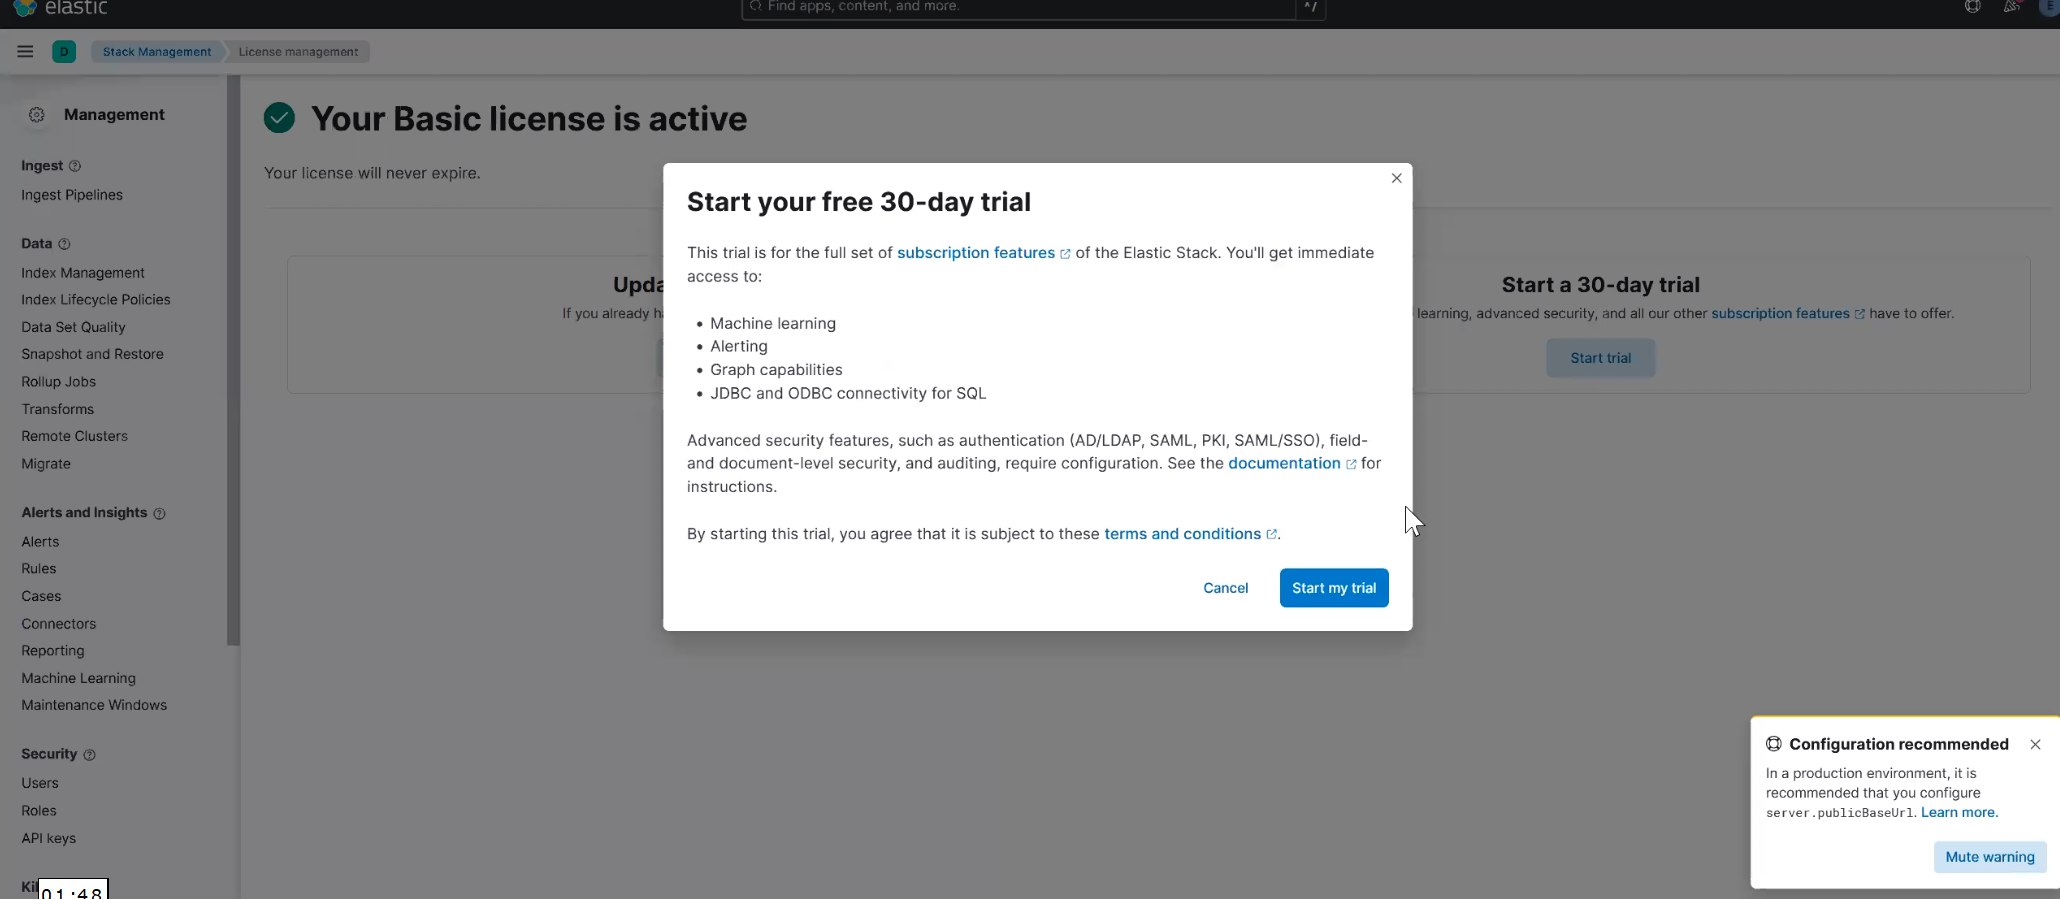 elastic
Find apps, content, and more.
^/
E
D
Stack Management
License management
Management
Ingest
Ingest Pipelines
Data
Index Management
Index Lifecycle Policies
Data Set Quality
Snapshot and Restore
Rollup Jobs
Transforms
Remote Clusters
Migrate
Alerts and Insights
Alerts
Rules
Cases
Connectors
Reporting
Machine Learning
Maintenance Windows
Security
Users
Roles
API keys
01:48
Your Basic license is active
Your license will never expire.
If you already
Start your free 30-day trial
This trial is for the full set of subscription features of the Elastic Stack. You'll get immediate
access to:
• Machine learning
• Alerting
• Graph capabilities
• JDBC and ODBC connectivity for SQL
Advanced security features, such as authentication (AD/LDAP, SAML, PKI, SAML/SSO), field-
and document-level security, and auditing, require configuration. See the documentation for
instructions.
By starting this trial, you agree that it is subject to these terms and conditions.
Cancel
Start my trial
Start a 30-day trial
learning, advanced security, and all our other subscription features have to offer.
Start trial
Configuration recommended
In a production environment, it is
recommended that you configure
server.publicBaseUrl. Learn more.
Mute warning